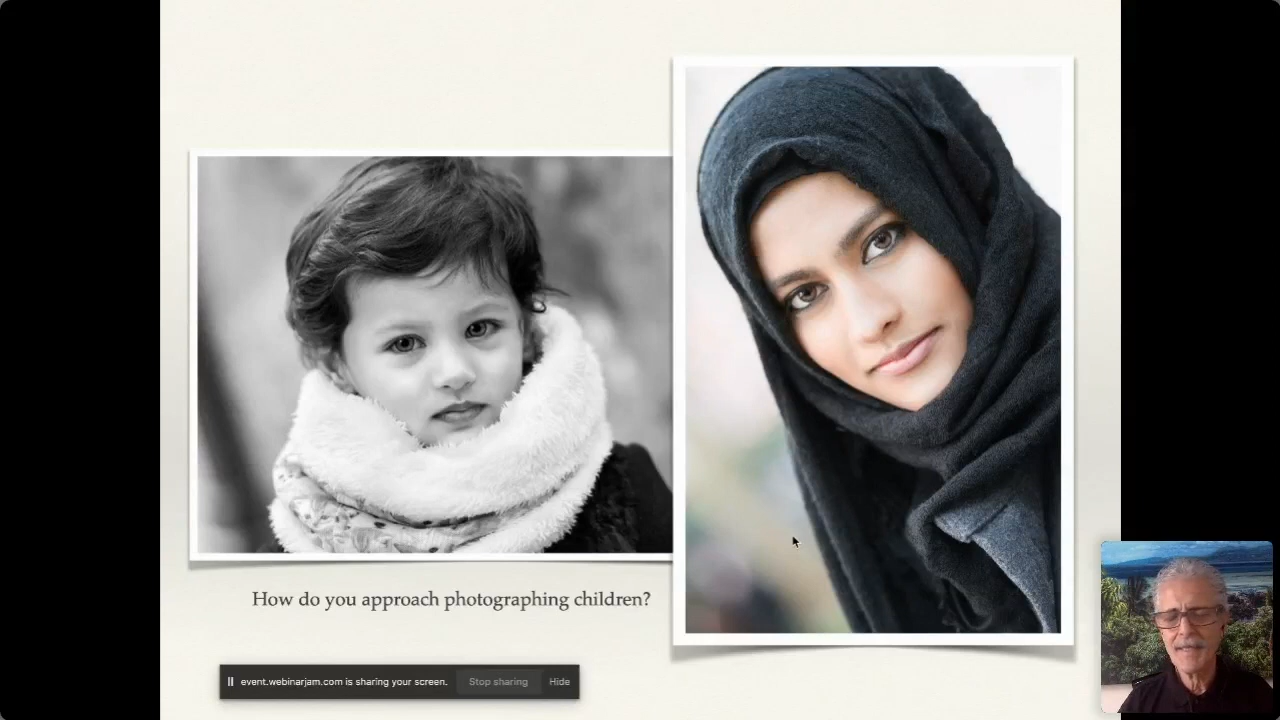 How do you approach photographing children?
event.webinarjam.com is sharing your screen. Stop sharing Hide